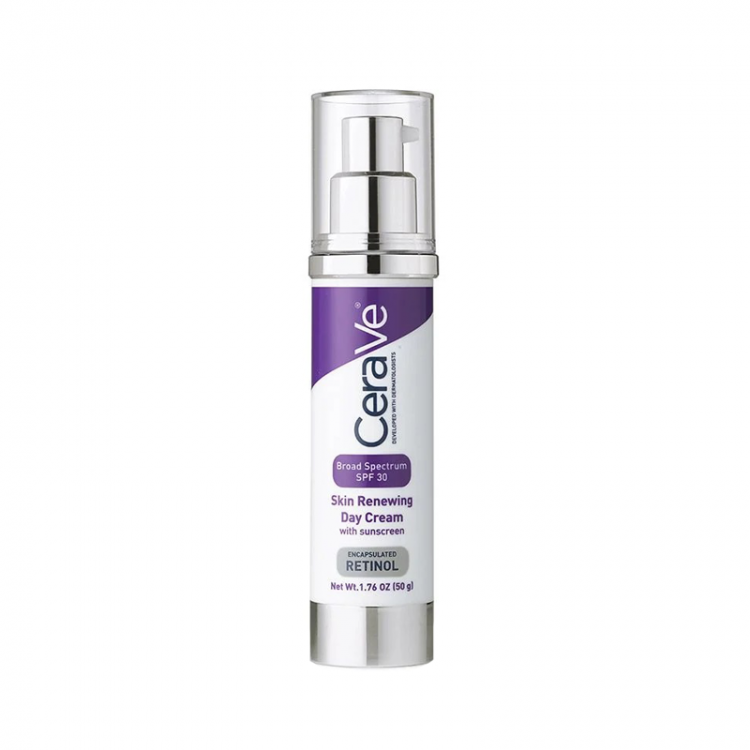 CeraVe®
DEVELOPED WITH DERMATOLOGISTS
Broad Spectrum
SPF 30
Skin Renewing
Day Cream
with sunscreen
ENCAPSULATED
RETINOL
Net Wt.1.76 OZ (50 g)